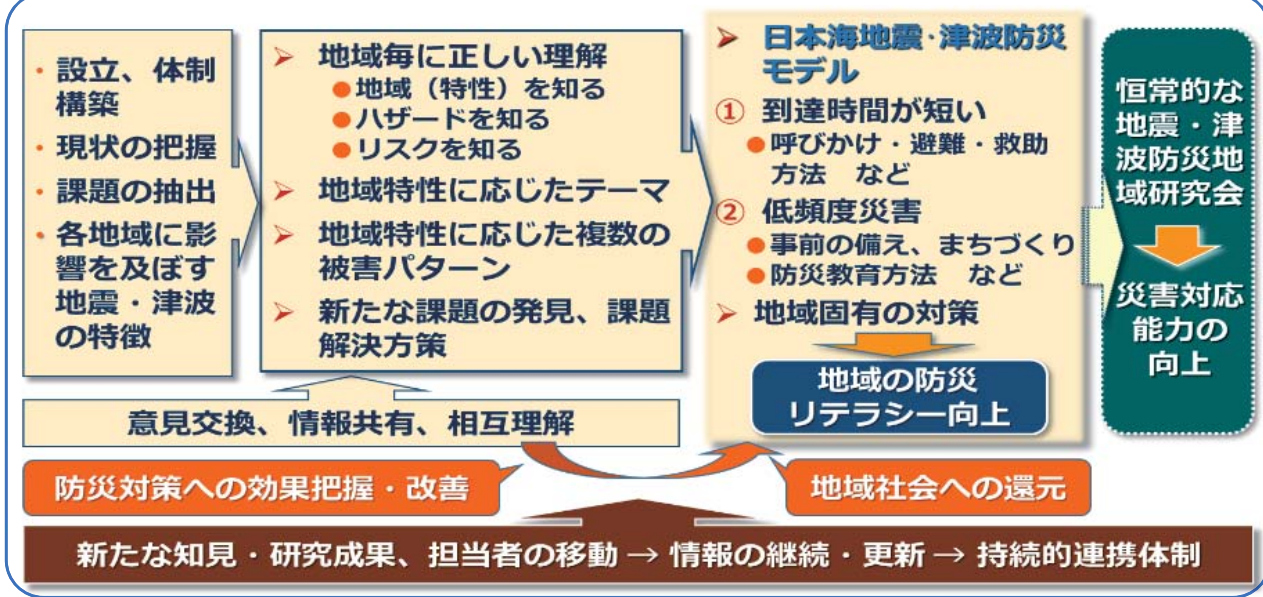 ・設立、体制
構築
・現状の把握
・課題の抽出
・各地域に影
響を及ぼす
地震・津波
の特徴
➢ 地域毎に正しい理解
●地域（特性）を知る
●ハザードを知る
●リスクを知る
➢ 地域特性に応じたテーマ
➢ 地域特性に応じた複数の
被害パターン
➢ 新たな課題の発見、課題
解決方策
➢ 日本海地震・津波防災
モデル
① 到達時間が短い
●呼びかけ・避難・救助
方法　など
② 低頻度災害
●事前の備え、まちづくり
●防災教育方法　など
➢ 地域固有の対策
地域の防災
リテラシー向上
恒常的な
地震・津
波防災地
域研究会
災害対応
能力の
向上
意見交換、情報共有、相互理解
防災対策への効果把握・改善
地域社会への還元
新たな知見・研究成果、担当者の移動 → 情報の継続・更新 → 持続的連携体制